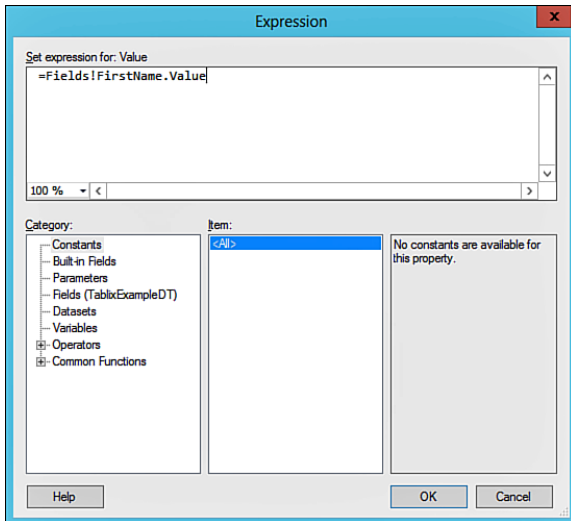 Expression
x
Set expression for: Value
=Fields!FirstName.Value
100 %
Category:
Item:
Constants
Built-in Fields
Parameters
Fields (TablixExampleDT)
Datasets
Variables
Operators
Common Functions
<All>
No constants are available for
this property.
Help
OK
Cancel